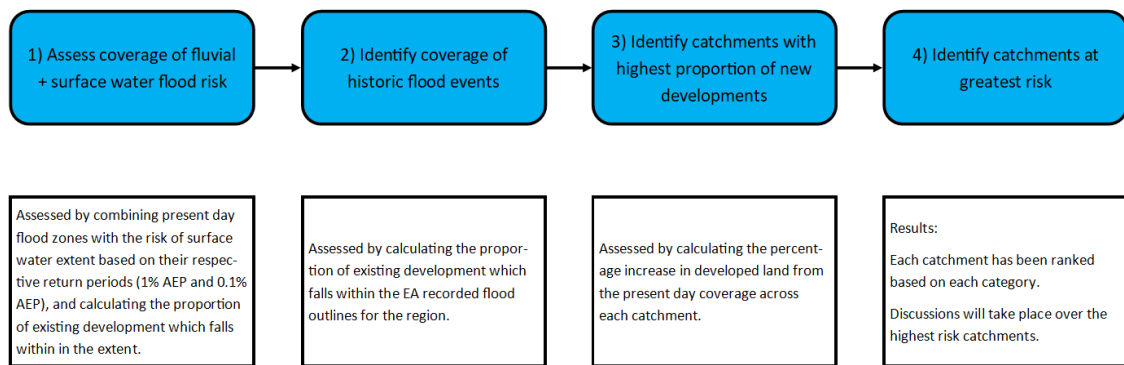 1) Assess coverage of fluvial
+ surface water flood risk
2) Identify coverage of
historic flood events
3) Identify catchments with
highest proportion of new
developments
4) Identify catchments at
greatest risk
Assessed by combining present day
flood zones with the risk of surface
water extent based on their respec-
tive return periods (1% AEP and 0.1%
AEP), and calculating the proportion
of existing development which falls
within in the extent.
Assessed by calculating the propor-
tion of existing development which
falls within the EA recorded flood
outlines for the region.
Assessed by calculating the percent-
age increase in developed land from
the present day coverage across
each catchment.
Results:
Each catchment has been ranked
based on each category.
Discussions will take place over the
highest risk catchments.